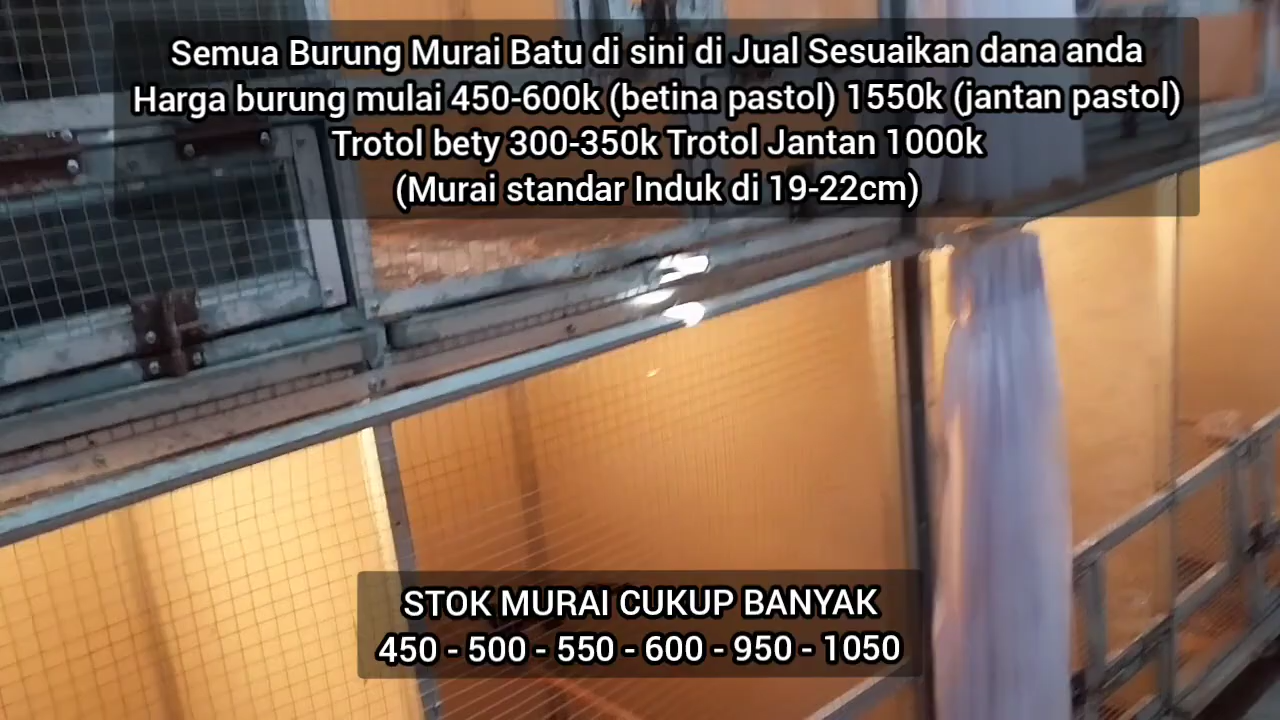 Semua Burung Murai Batu di sini di Jual Sesuaikan dana anda
Harga burung mulai 450-600k (betina pastol) 1550k (jantan pastol)
Trotol bety 300-350k Trotol Jantan 1000k
(Murai standar Induk di 19-22cm)
STOK MURAI CUKUP BANYAK
450 - 500 - 550 - 600 - 950 - 1050